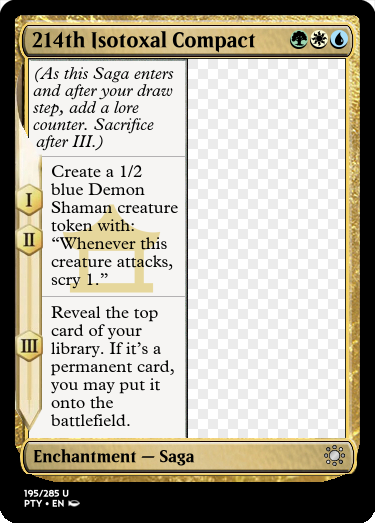 214th Isotoxal Compact
(As this Saga enters
and after your draw
step, add a lore
counter. Sacrifice
after III.)
I
II
Create a 1/2
blue Demon
Shaman creature
token with:
“Whenever this
creature attacks,
scry 1.”
III
Reveal the top
card of your
library. If it’s a
permanent card,
you may put it
onto the
battlefield.
Enchantment — Saga
195/285 U
PTY • EN